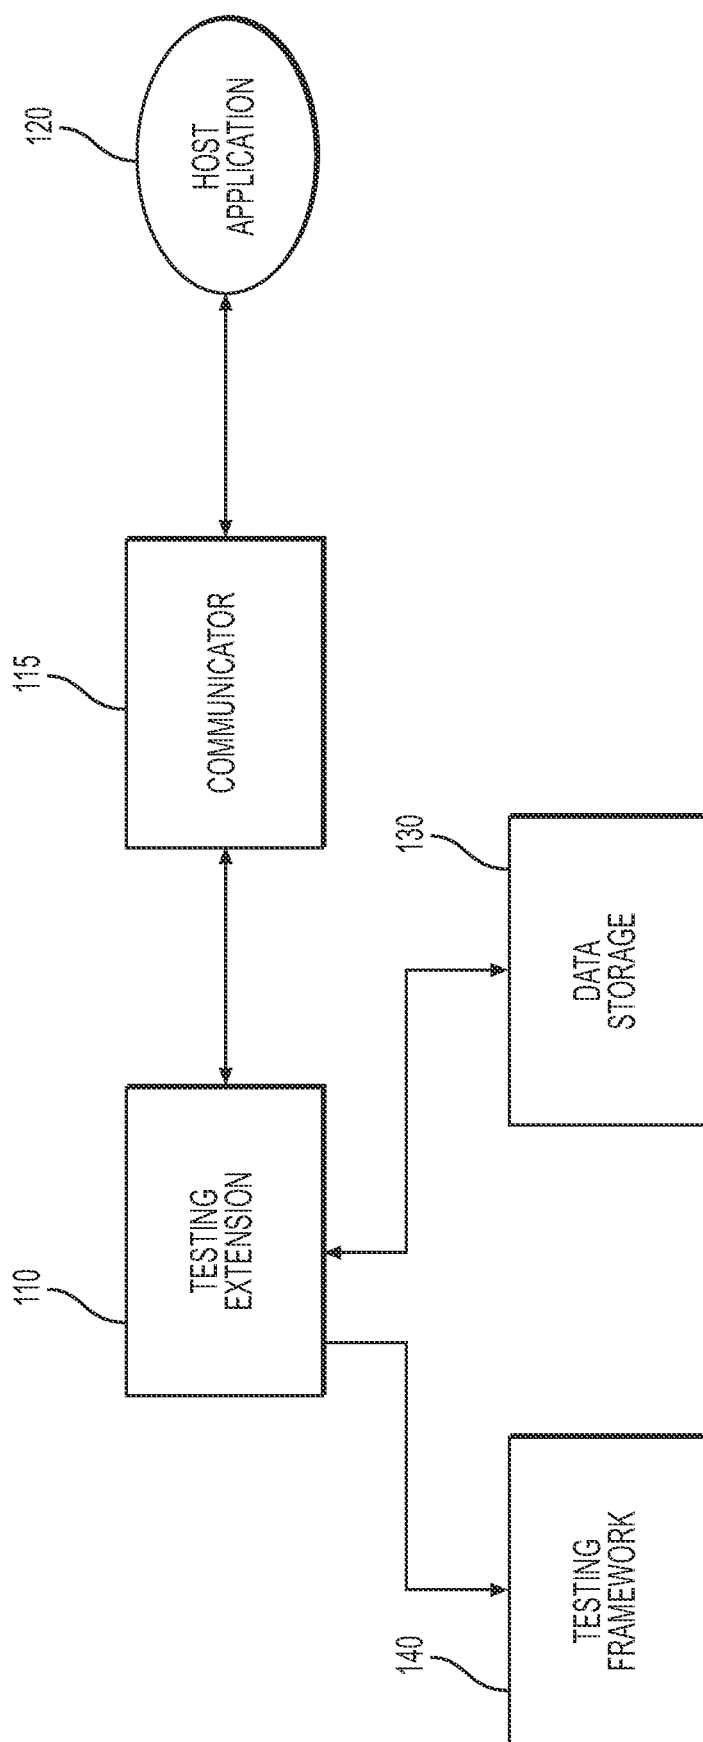 110
TESTING
EXTENSION
115
COMMUNICATOR
120
HOST
APPLICATION
140
TESTING
FRAMEWORK
130
DATA
STORAGE